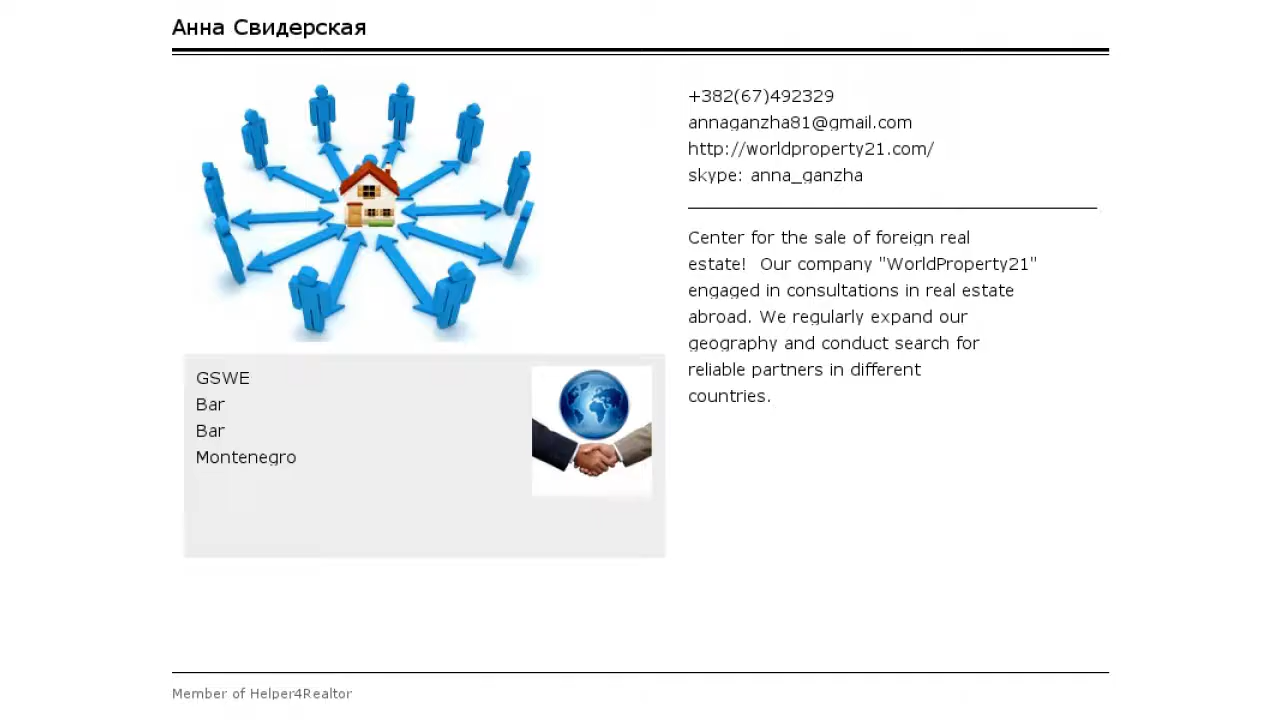 Анна Свидерская
+382(67)492329
annaganzha81@gmail.com
http://worldproperty21.com/
skype: anna_ganzha
Center for the sale of foreign real
estate!  Our company "WorldProperty21"
engaged in consultations in real estate
abroad. We regularly expand our
geography and conduct search for
reliable partners in different
countries.
GSWE
Bar
Bar
Montenegro
Member of Helper4Realtor